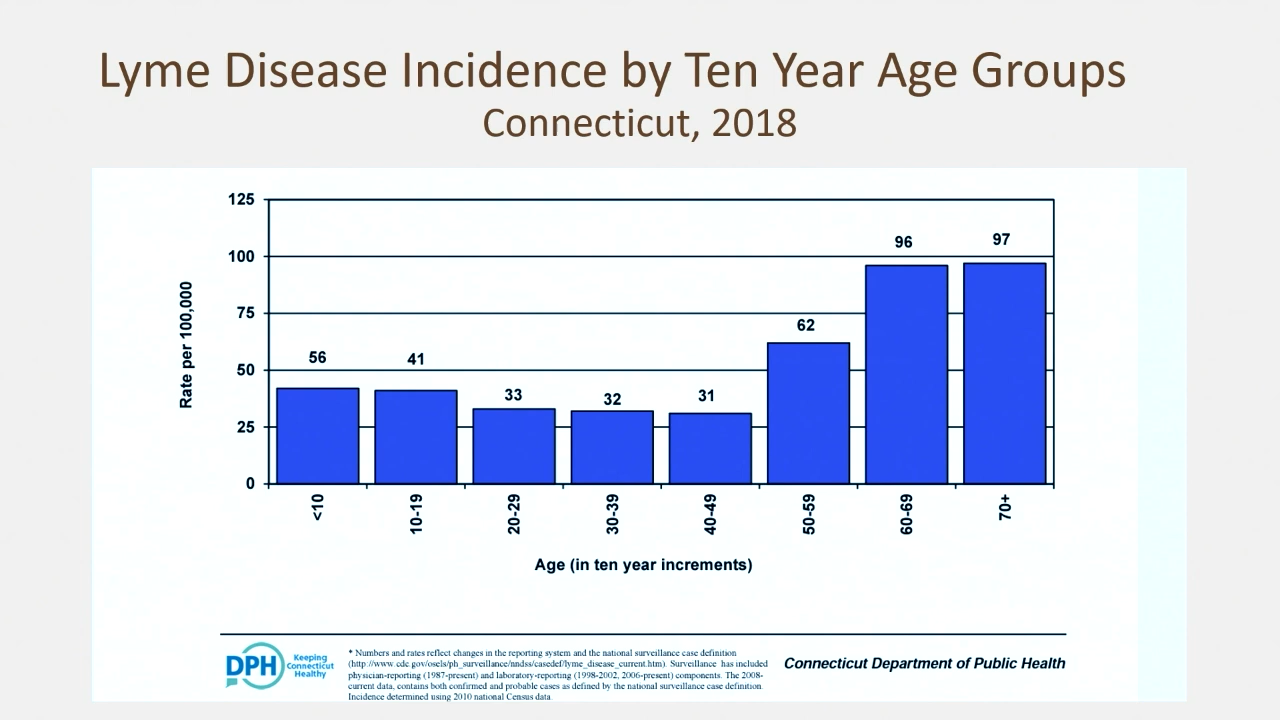 Lyme Disease Incidence by Ten Year Age Groups
Connecticut, 2018
125
100
75
50
25
0
Rate per 100,000
56
41
33
32
31
62
96
97
<10
10-19
20-29
30-39
40-49
50-59
60-69
70+
Age (in ten year increments)
DPH
Keeping
Connecticut
Healthy
* Numbers and rates reflect changes in the reporting system and the national surveillance case definition
(http://www.cdc.gov/osels/ph_surveillance/nndss/casedef/lyme_disease_current.htm). Surveillance has included
physician-reporting (1987-present) and laboratory-reporting (1998-2002, 2006-present) components. The 2008-
current data, contains both confirmed and probable cases as defined by the national surveillance case definition.
Incidence determined using 2010 national Census data
Connecticut Department of Public Health